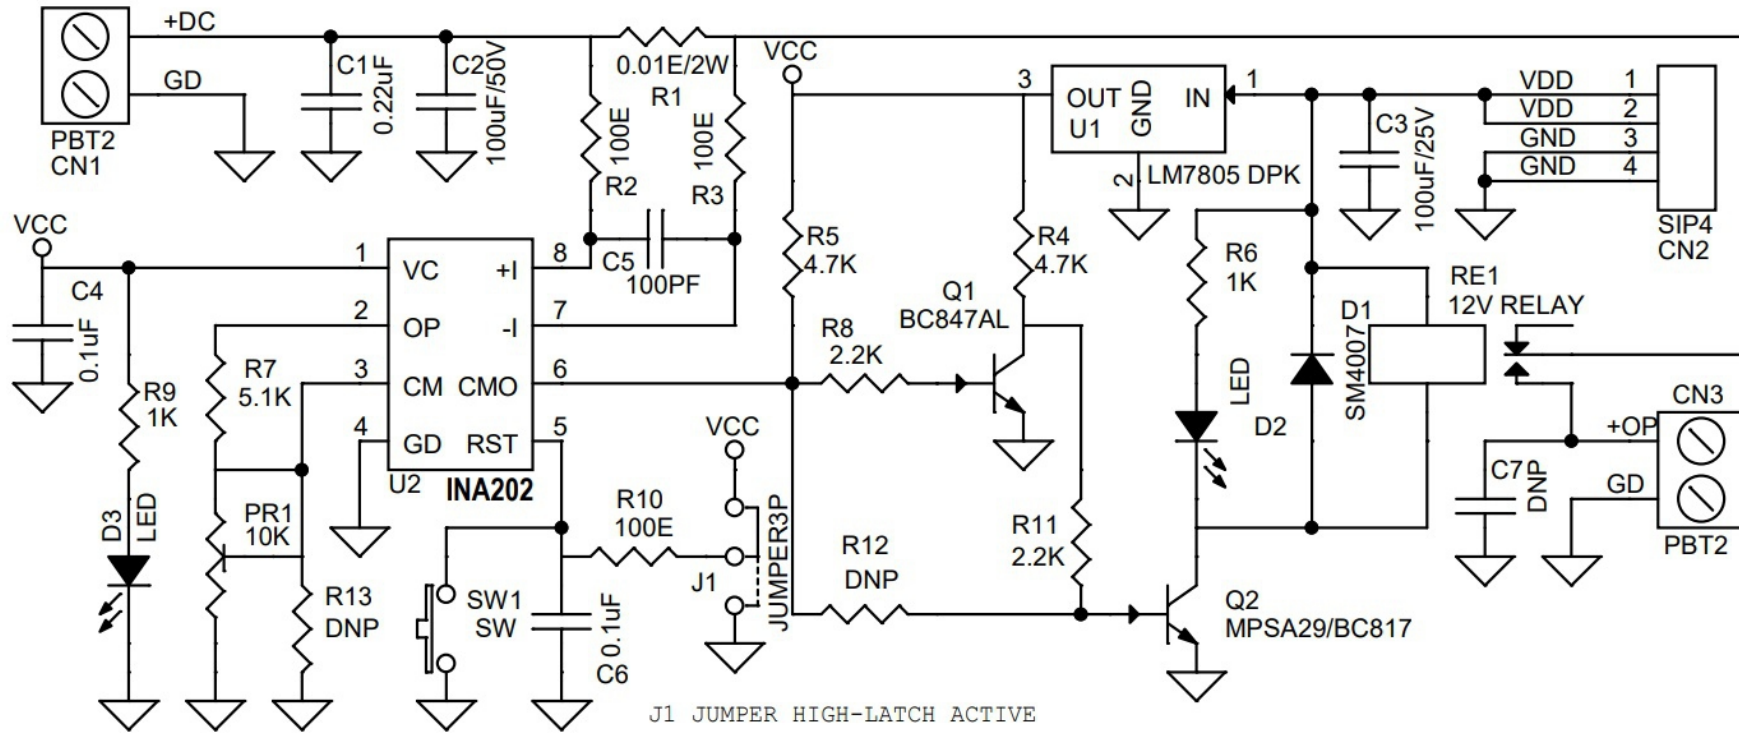 +DC
GD
PBT2
CN1
C1
0.22uF
C2
100uF/50V
0.01E/2W
R1
100E
R2
100E
R3
C5
100PF
VCC
3
OUT
IN
GND
U1
1
2
LM7805 DPK
C3
100uF/25V
VDD
1
VDD
2
GND
3
GND
4
SIP4
CN2
VCC
C4
0.1uF
1
VC
+I
8
2
OP
-I
7
3
CM
CMO
6
4
GD
RST
5
U2
INA202
R9
1K
D3
LED
R7
5.1K
PR1
10K
R13
DNP
SW1
SW
0.1uF
C6
R10
100E
VCC
J1
JUMPER3P
R5
4.7K
R4
4.7K
Q1
BC847AL
R8
2.2K
R12
DNP
R11
2.2K
R6
1K
LED
D2
D1
SM4007
RE1
12V RELAY
CN3
+OP
GD
C7
DNP
PBT2
Q2
MPSA29/BC817
J1 JUMPER HIGH-LATCH ACTIVE